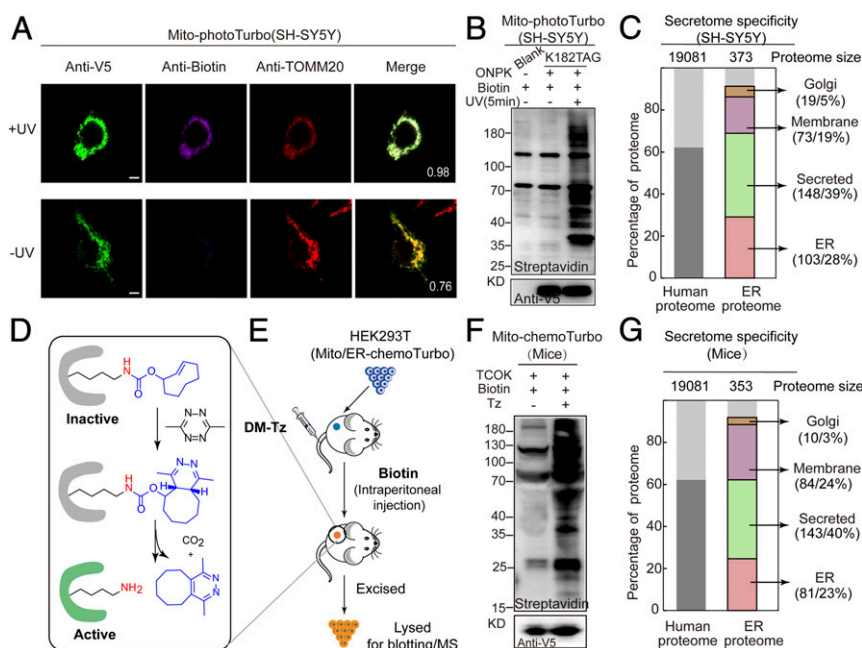 A
Mito-photoTurbo(SH-SY5Y)
Anti-V5
Anti-Biotin
Anti-TOMM20
Merge
+UV
0.98
-UV
0.76
B
Mito-photoTurbo
(SH-SY5Y)
Blank
K182TAG
ONPK - + +
Biotin + + +
UV(5min) - - +
180
100
70
50
35
25
Streptavidin
KD
Anti-V5
C
Secretome specificity
(SH-SY5Y)
19081 373 Proteome size
Percentage of proteome
80
60
40
20
0
Golgi
(19/5%)
Membrane
(73/19%)
Secreted
(148/39%)
ER
(103/28%)
Human
proteome
ER
proteome
D
H
N
O
O
Inactive
N N
N N
H
N
O
O
N N
H H
CO2
+
NH2
N
N
Active
E
HEK293T
(Mito/ER-chemoTurbo)
DM-Tz
Biotin
(Intraperitoneal
injection)
Excised
Lysed
for blotting/MS
F
Mito-chemoTurbo
(Mice)
TCOK + +
Biotin + +
Tz - +
180
130
100
70
50
35
25
15
Streptavidin
KD
Anti-V5
G
Secretome specificity
(Mice)
19081 353 Proteome size
Percentage of proteome
80
60
40
20
0
Golgi
(10/3%)
Membrane
(84/24%)
Secreted
(143/40%)
ER
(81/23%)
Human
proteome
ER
proteome